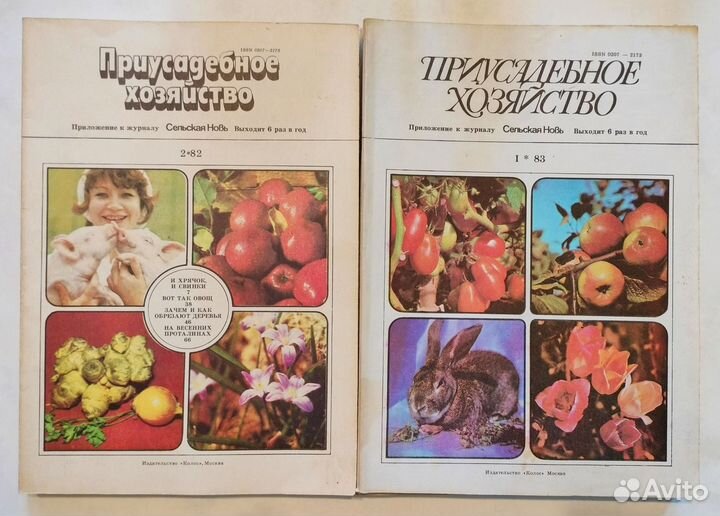 ISSN 0207-2173
Приусадебное
хозяйство
Приложение к журналу Сельская Новь Выходит 6 раз в год
2*82
И ХРЯЧОК,
И СВИНКИ
7
ВОТ ТАК ОВОЩ
38
ЗАЧЕМ И КАК
ОБРЕЗАЮТ ДЕРЕВЬЯ
46
НА ВЕСЕННИХ
ПРОТАЛИНАХ
66
Издательство «Колос», Москва
ISSN 0207 — 2173
ПРИУСАДЕБНОЕ
ХОЗЯЙСТВО
Приложение к журналу Сельская Новь Выходит 6 раз в год
I * 83
Издательство «Колос» Москва
Avito